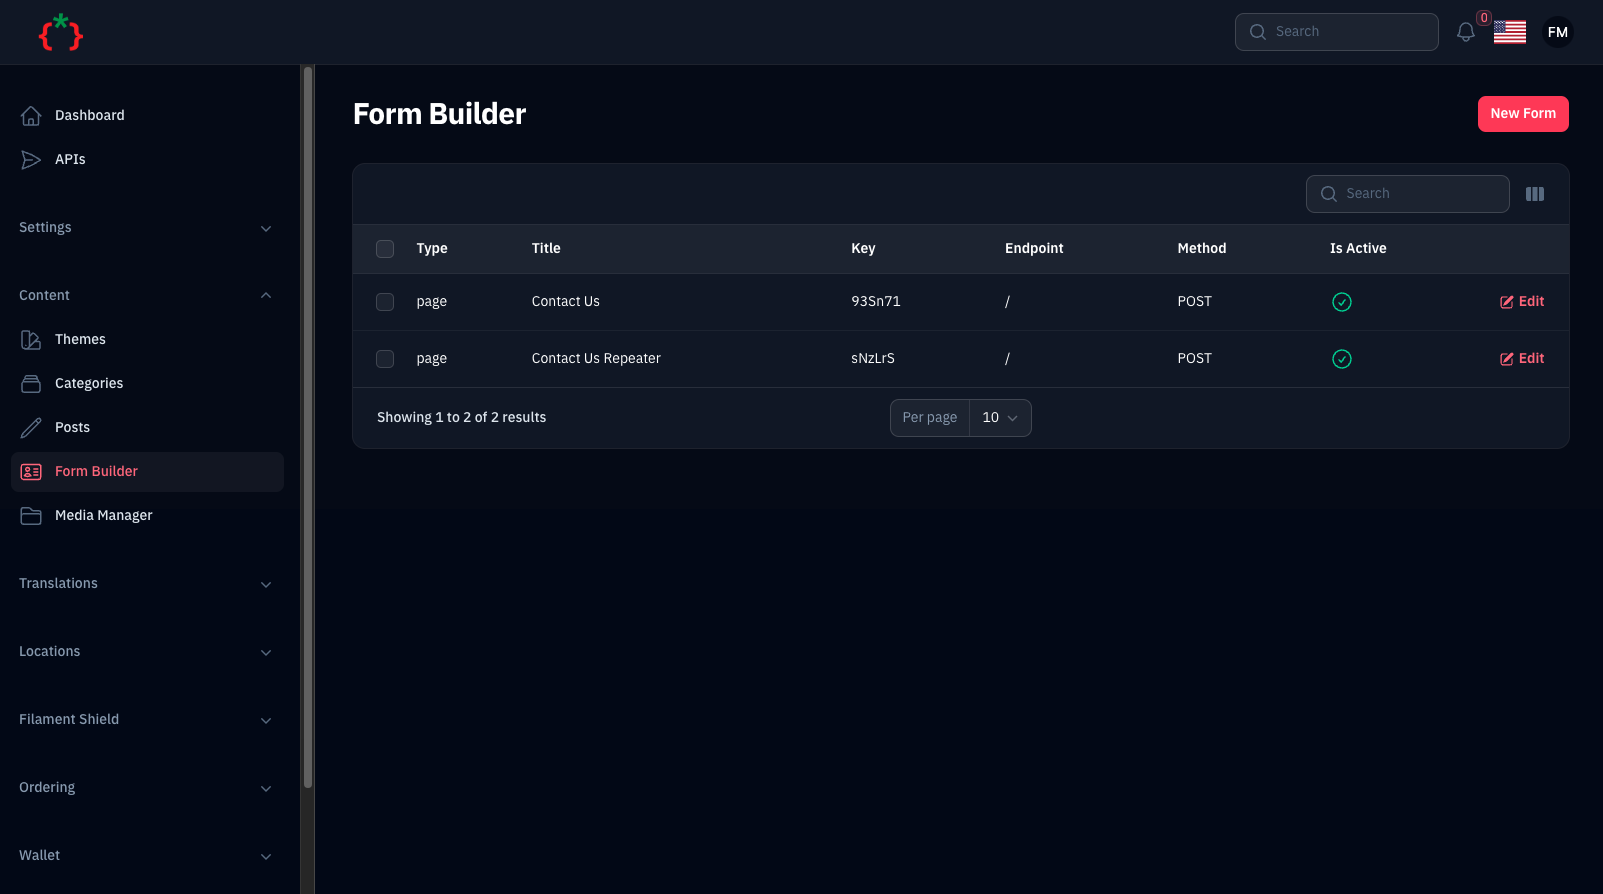 {*}
Search
0
FM
Dashboard
APIs
Settings
Content
Themes
Categories
Posts
Form Builder
Media Manager
Translations
Locations
Filament Shield
Ordering
Wallet
Form Builder
New Form
Search
Type Title Key Endpoint Method Is Active
page Contact Us 93Sn71 / POST Edit
page Contact Us Repeater sNzLrS / POST Edit
Showing 1 to 2 of 2 results Per page 10